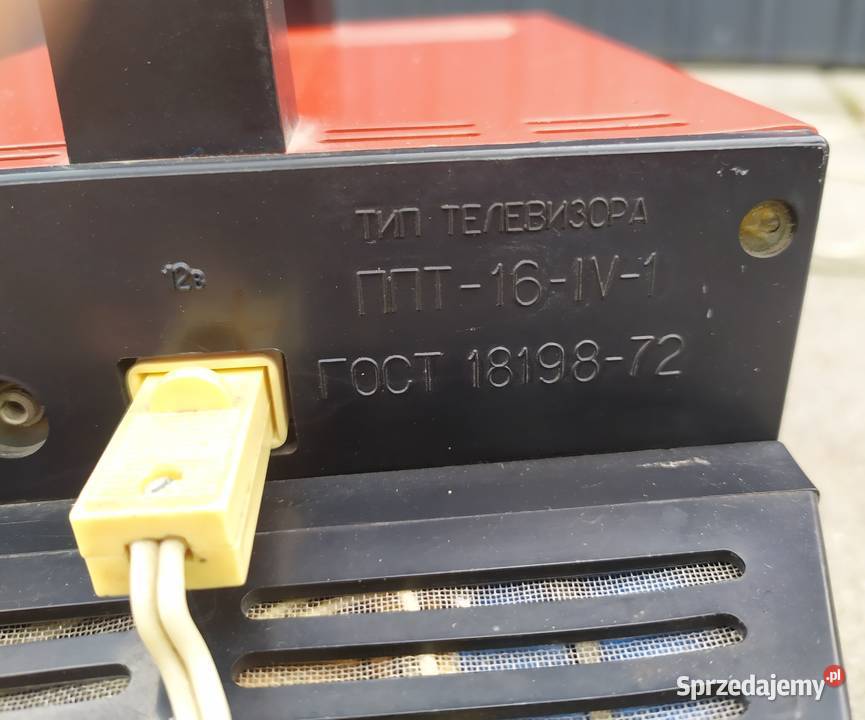 ТИП ТЕЛЕВИЗОРА
12в
ППТ-16-IV-1
ГОСТ 18198-72
Sprzedajemy.pl